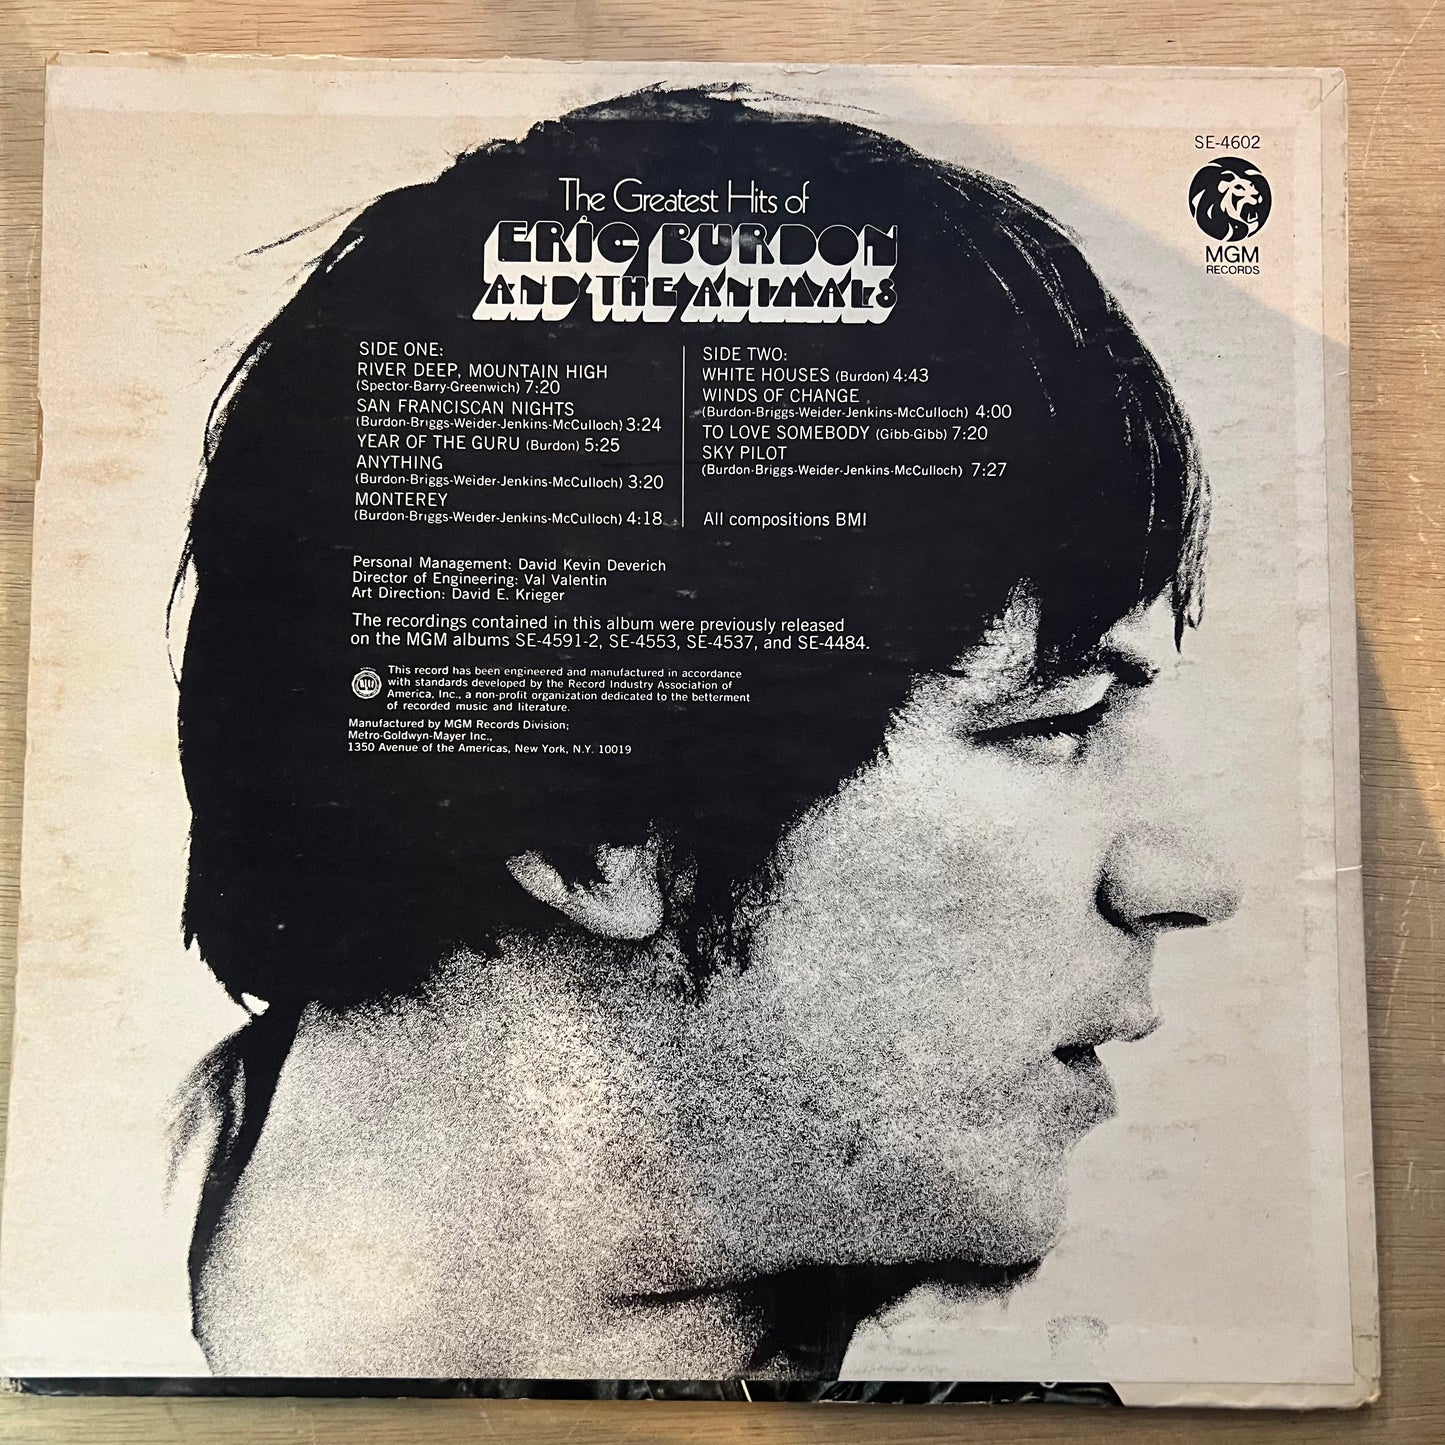 SE-4602
MGM
RECORDS
The Greatest Hits of
ERIC BURDON
AND THE ANIMALS
SIDE ONE:
RIVER DEEP, MOUNTAIN HIGH
(Spector-Barry-Greenwich) 7:20
SAN FRANCISCAN NIGHTS
(Burdon-Briggs-Weider-Jenkins-McCulloch) 3:24
YEAR OF THE GURU (Burdon) 5:25
ANYTHING
(Burdon-Briggs-Weider-Jenkins-McCulloch) 3:20
MONTEREY
(Burdon-Briggs-Weider-Jenkins-McCulloch) 4:18
SIDE TWO:
WHITE HOUSES (Burdon) 4:43
WINDS OF CHANGE
(Burdon-Briggs-Weider-Jenkins-McCulloch) 4:00
TO LOVE SOMEBODY (Gibb-Gibb) 7:20
SKY PILOT
(Burdon-Briggs-Weider-Jenkins-McCulloch) 7:27
All compositions BMI
Personal Management: David Kevin Deverich
Director of Engineering: Val Valentin
Art Direction: David E. Krieger
The recordings contained in this album were previously released
on the MGM albums SE-4591-2, SE-4553, SE-4537, and SE-4484.
This record has been engineered and manufactured in accordance
with standards developed by the Record Industry Association of
America, Inc., a non-profit organization dedicated to the betterment
of recorded music and literature.
Manufactured by MGM Records Division;
Metro-Goldwyn-Mayer Inc.,
1350 Avenue of the Americas, New York, N.Y. 10019